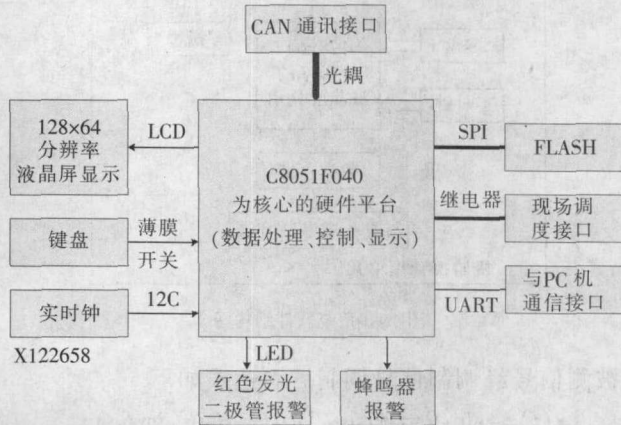 CAN 通讯接口
光耦
128×64
分辨率
液晶屏显示
LCD
C8051F040
为核心的硬件平台
(数据处理、控制、显示)
SPI
FLASH
键盘
薄膜
开关
继电器
现场调
度接口
实时钟
12C
X122658
UART
与PC机
通信接口
LED
红色发光
二极管报警
蜂鸣器
报警